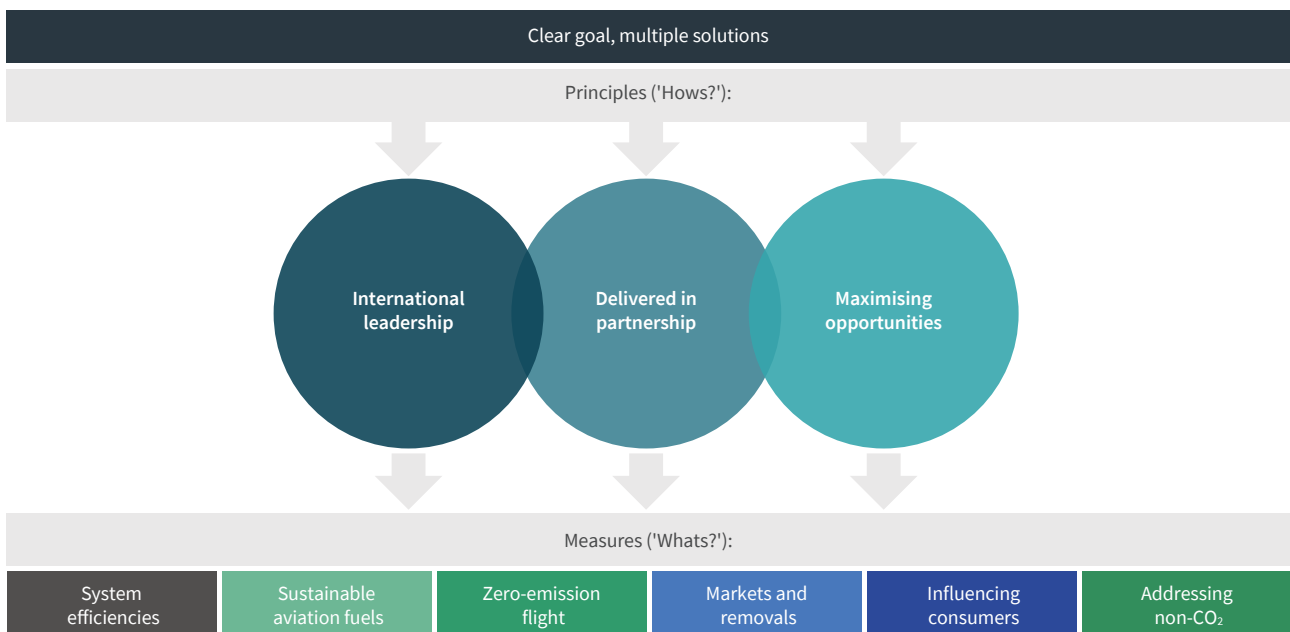 Clear goal, multiple solutions
Principles ('Hows?'):
International
leadership
Delivered in
partnership
Maximising
opportunities
Measures ('Whats?'):
System
efficiencies
Sustainable
aviation fuels
Zero-emission
flight
Markets and
removals
Influencing
consumers
Addressing
non-CO₂